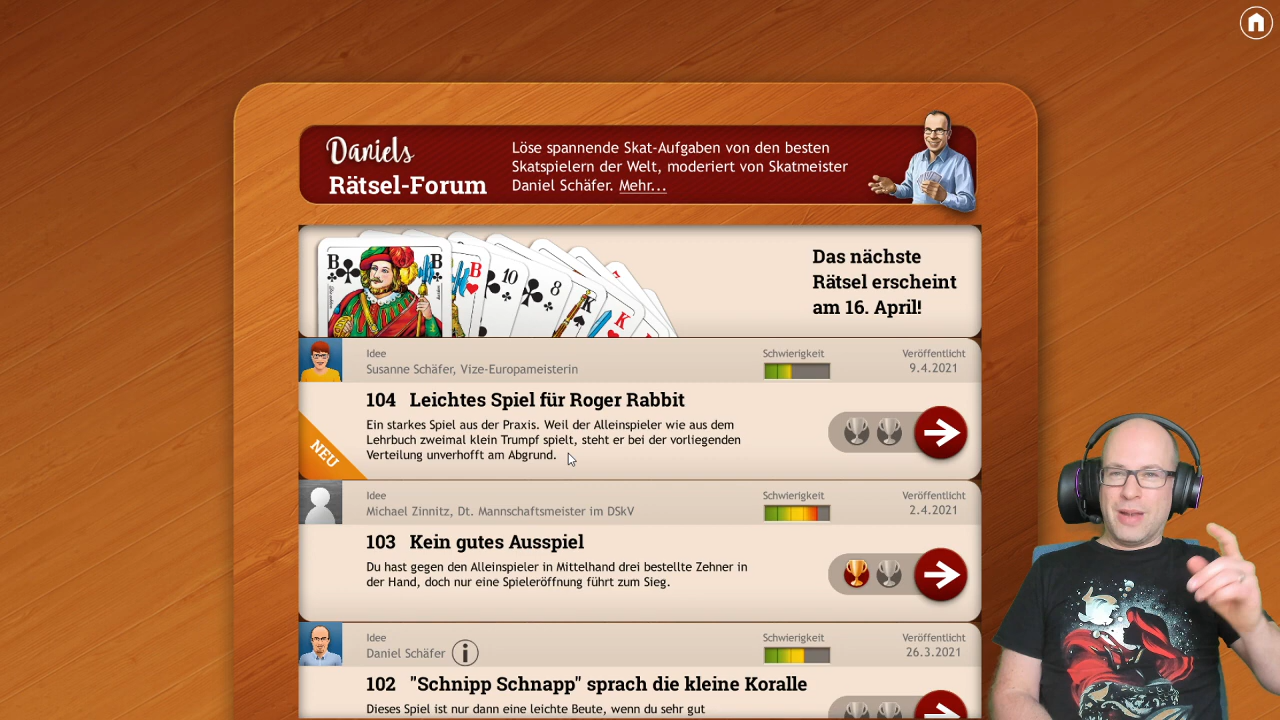 Daniels
Rätsel-Forum
Löse spannende Skat-Aufgaben von den besten
Skatspielern der Welt, moderiert von Skatmeister
Daniel Schäfer. Mehr...
B B B 10 8 K K
Das nächste
Rätsel erscheint
am 16. April!
Idee
Susanne Schäfer, Vize-Europameisterin
Schwierigkeit
Veröffentlicht
9.4.2021
104 Leichtes Spiel für Roger Rabbit
Ein starkes Spiel aus der Praxis. Weil der Alleinspieler wie aus dem
Lehrbuch zweimal klein Trumpf spielt, steht er bei der vorliegenden
Verteilung unverhofft am Abgrund.
NEU
Idee
Michael Zinnitz, Dt. Mannschaftsmeister im DSkV
Schwierigkeit
Veröffentlicht
2.4.2021
103 Kein gutes Ausspiel
Du hast gegen den Alleinspieler in Mittelhand drei bestellte Zehner in
der Hand, doch nur eine Spieleröffnung führt zum Sieg.
Idee
Daniel Schäfer i
Schwierigkeit
Veröffentlicht
26.3.2021
102 "Schnipp Schnapp" sprach die kleine Koralle
Dieses Spiel ist nur dann eine leichte Beute, wenn du sehr gut